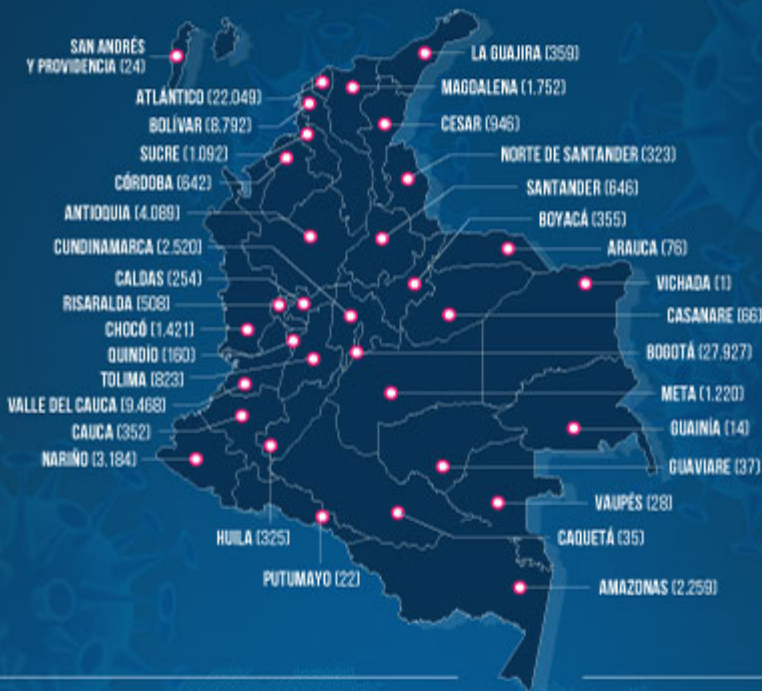 SAN ANDRÉS
Y PROVIDENCIA (24)
ATLÁNTICO (22.049)
BOLÍVAR (8.792)
SUCRE (1.092)
CÓRDOBA (642)
ANTIOQUIA (4.089)
CUNDINAMARCA (2.520)
CALDAS (254)
RISARALDA (508)
CHOCÓ (1.421)
QUINDÍO (160)
TOLIMA (823)
VALLE DEL CAUCA (9.468)
CAUCA (352)
NARIÑO (3.184)
HUILA (325)
PUTUMAYO (22)
LA GUAJIRA (359)
MAGDALENA (1.752)
CESAR (946)
NORTE DE SANTANDER (323)
SANTANDER (646)
BOYACÁ (355)
ARAUCA (76)
VICHADA (1)
CASANARE (66)
BOGOTÁ (27.927)
META (1.220)
GUAINÍA (14)
GUAVIARE (37)
VAUPÉS (28)
CAQUETÁ (35)
AMAZONAS (2.259)